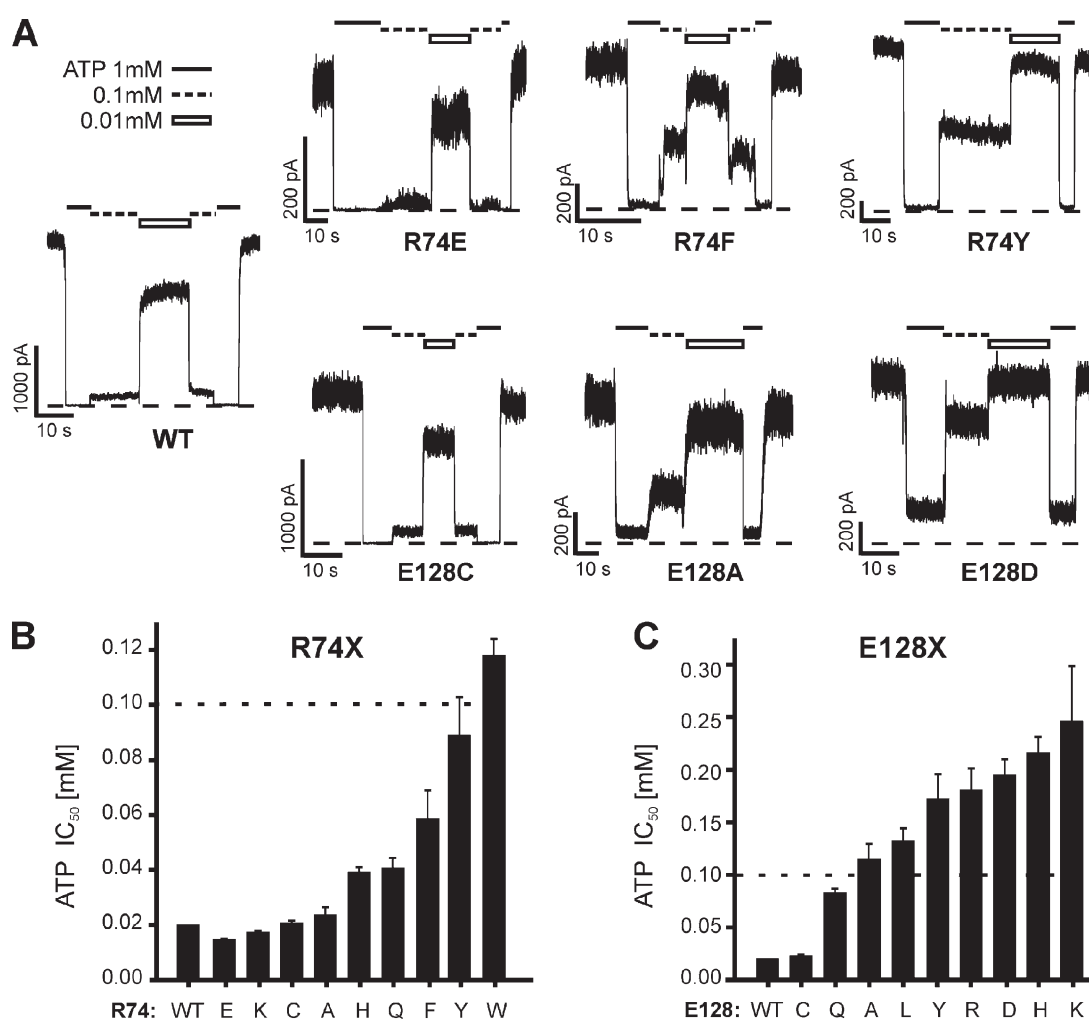 A
ATP 1mM
0.1mM
0.01mM
1000 pA
10 s
WT
200 pA
10 s
R74E
200 pA
10 s
R74F
200 pA
10 s
R74Y
1000 pA
10 s
E128C
200 pA
10 s
E128A
200 pA
10 s
E128D
B
R74X
ATP IC50 [mM]
0.12
0.10
0.08
0.06
0.04
0.02
0.00
R74: WT E K C A H Q F Y W
C
E128X
ATP IC50 [mM]
0.30
0.25
0.20
0.15
0.10
0.05
0.00
E128: WT C Q A L Y R D H K